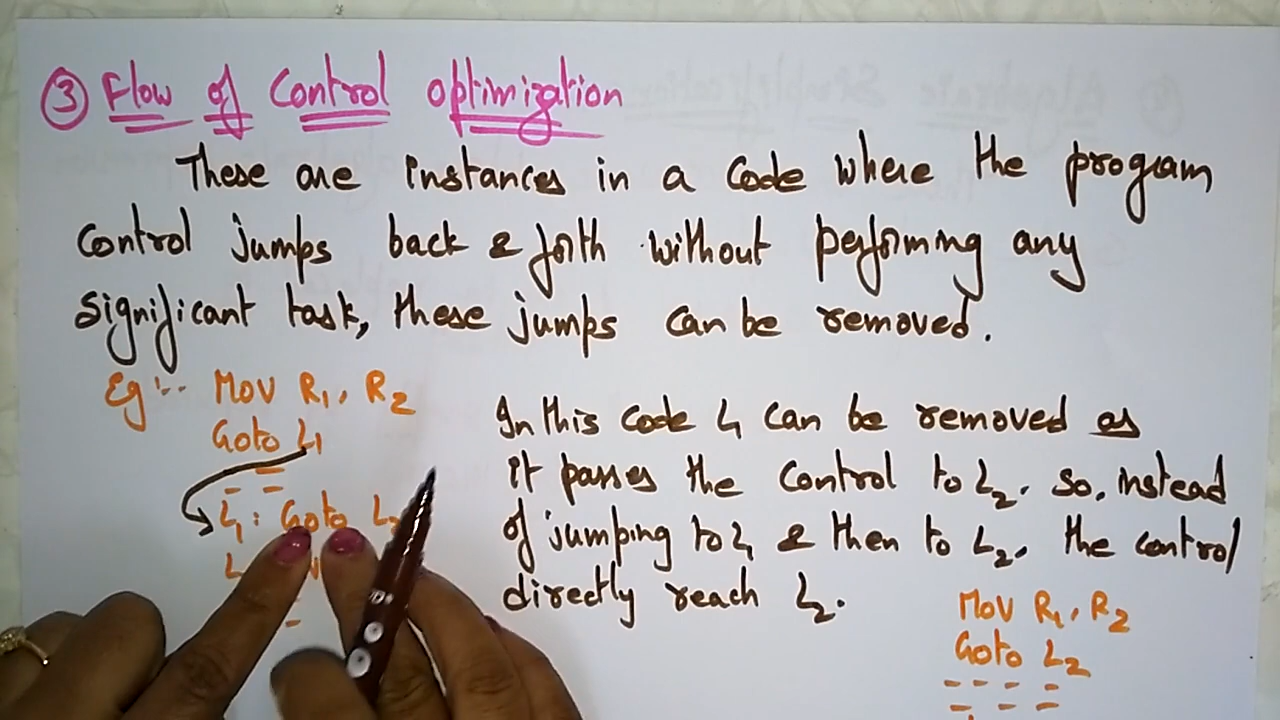 ③ Flow of Control optimization
These are instances in a code where the program
control jumps back & forth without performing any
significant task, these jumps can be removed.
Eg:- Mov R1, R2
Goto L1
L1: Goto L2
In this code L1 can be removed as
it passes the control to L2. So, instead
of jumping to L1 & then to L2, the control
directly reach L2.
Mov R1, R2
Goto L2